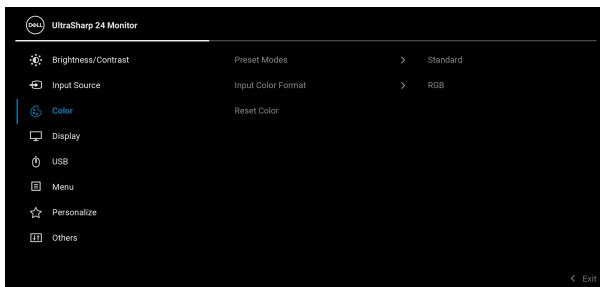 DELL UltraSharp 24 Monitor
Brightness/Contrast Preset Modes > Standard
Input Source Input Color Format > RGB
Color Reset Color
Display
USB
Menu
Personalize
Others
< Exit